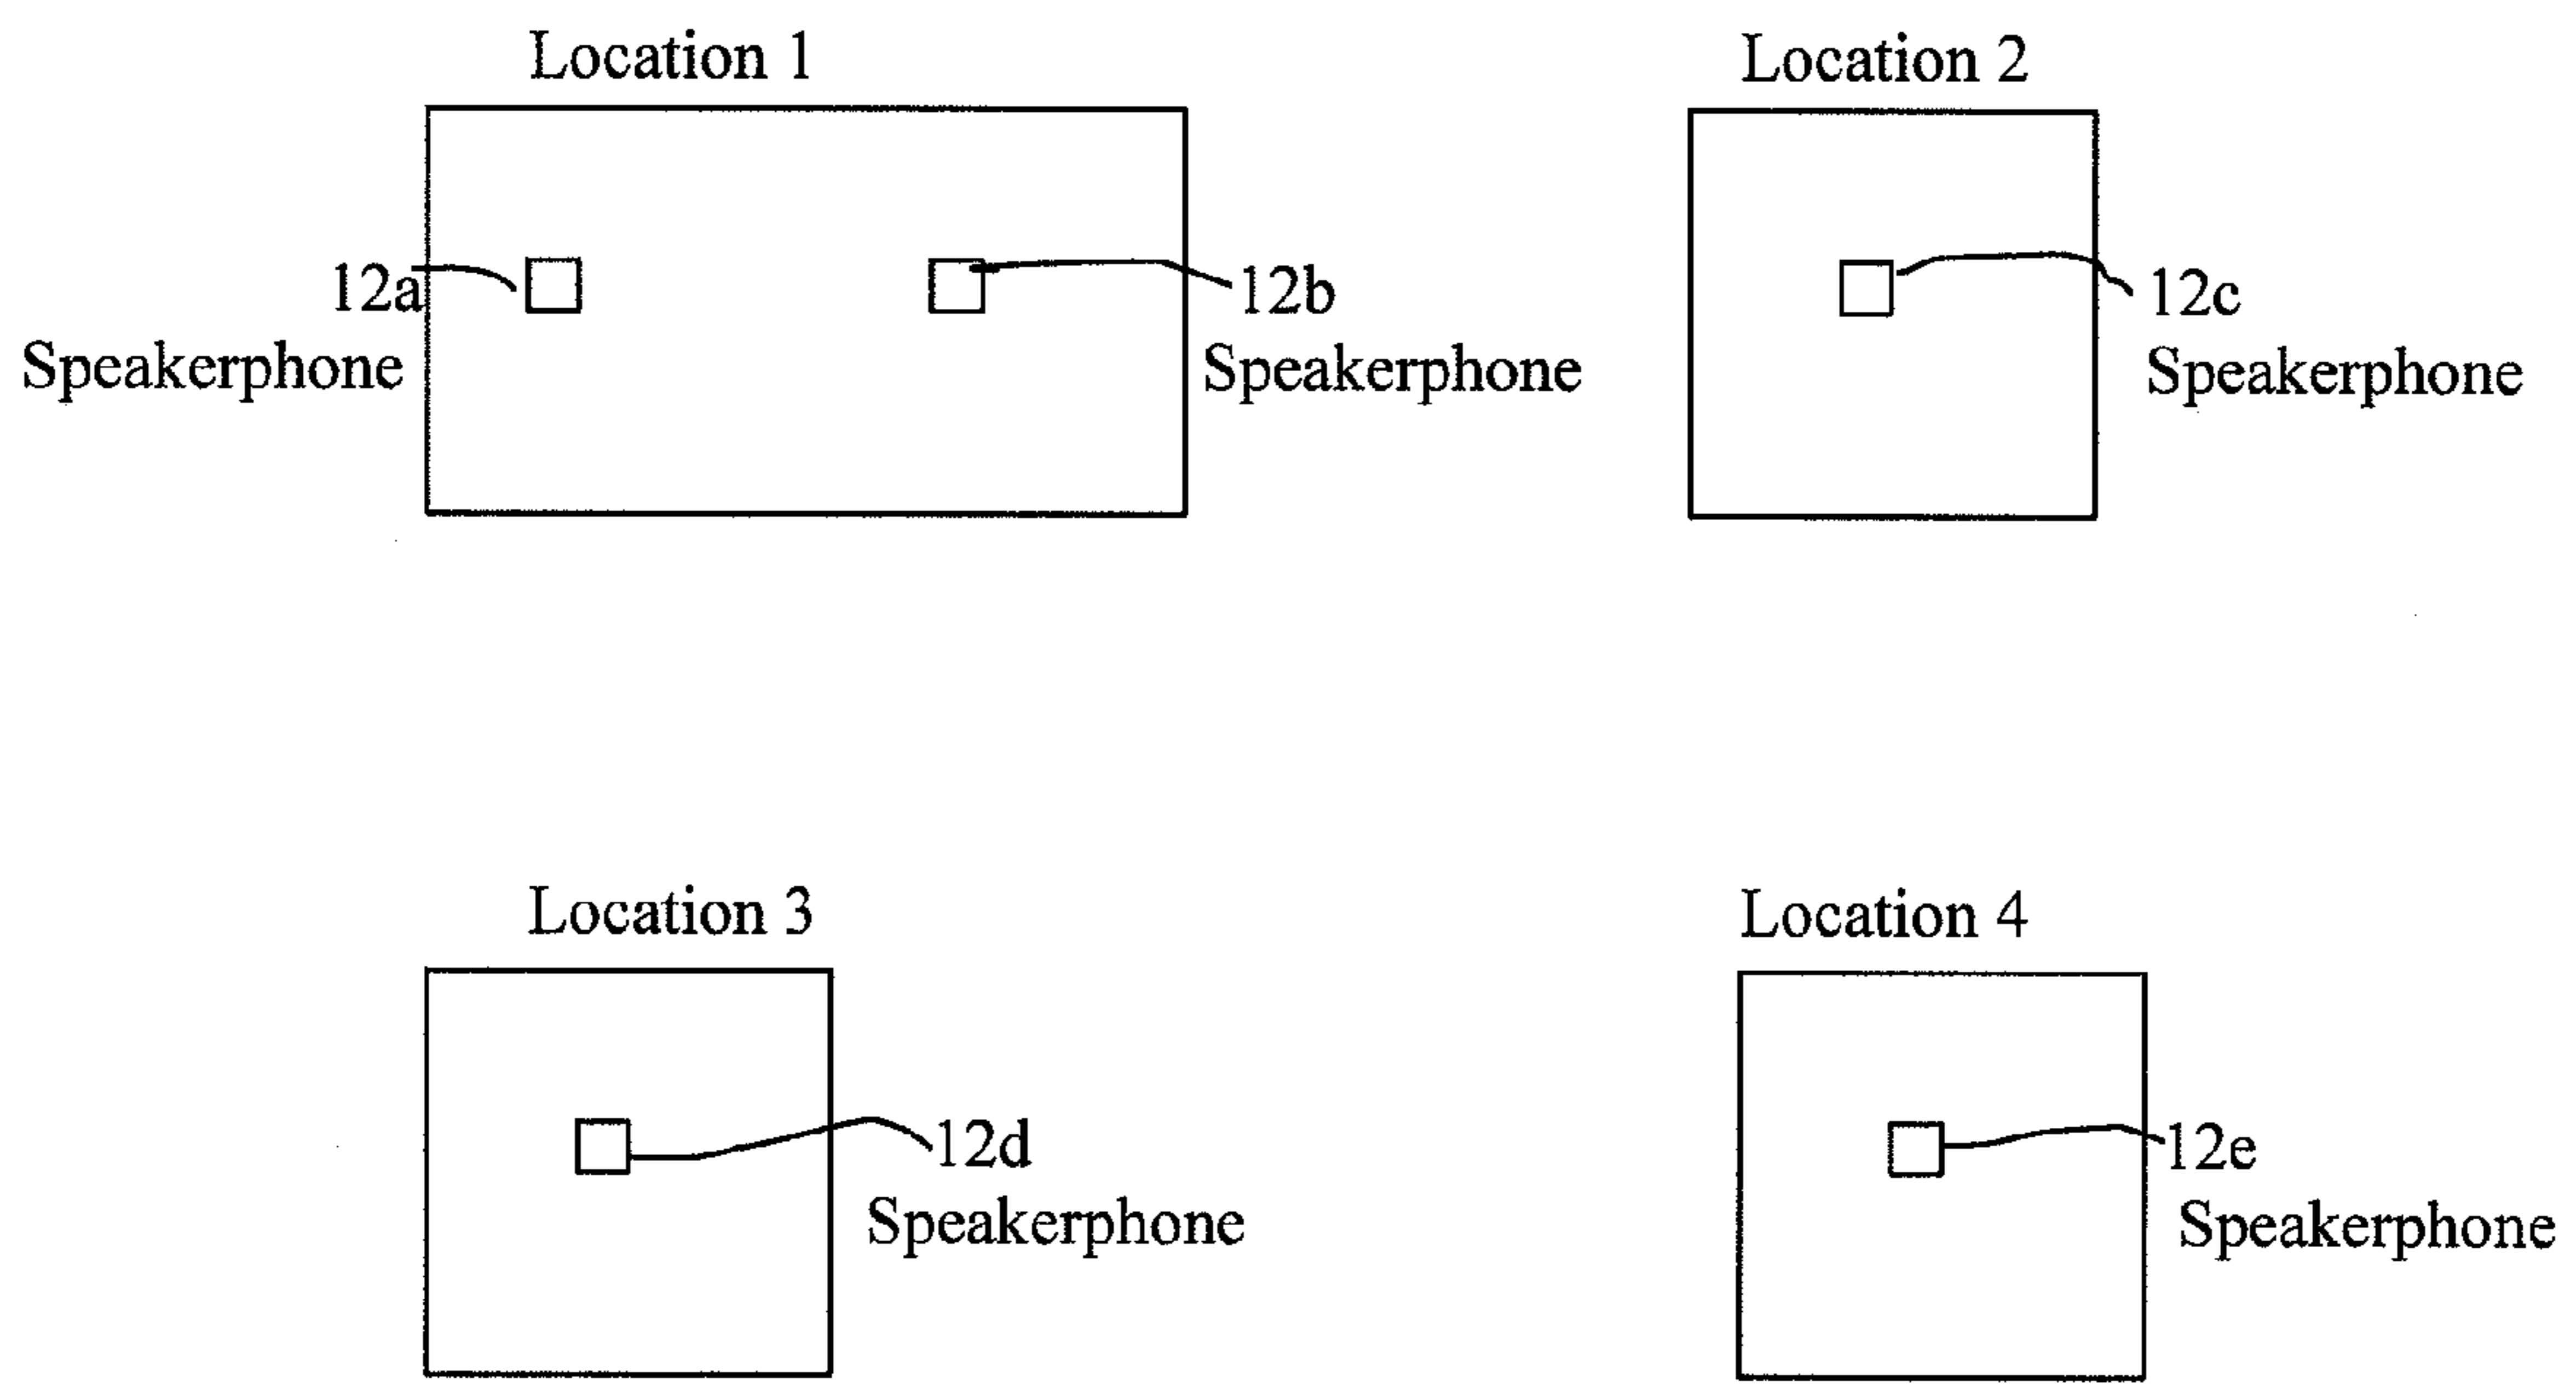 Location 1
Location 2
12a
Speakerphone
12b
Speakerphone
12c
Speakerphone
Location 3
Location 4
12d
Speakerphone
12e
Speakerphone